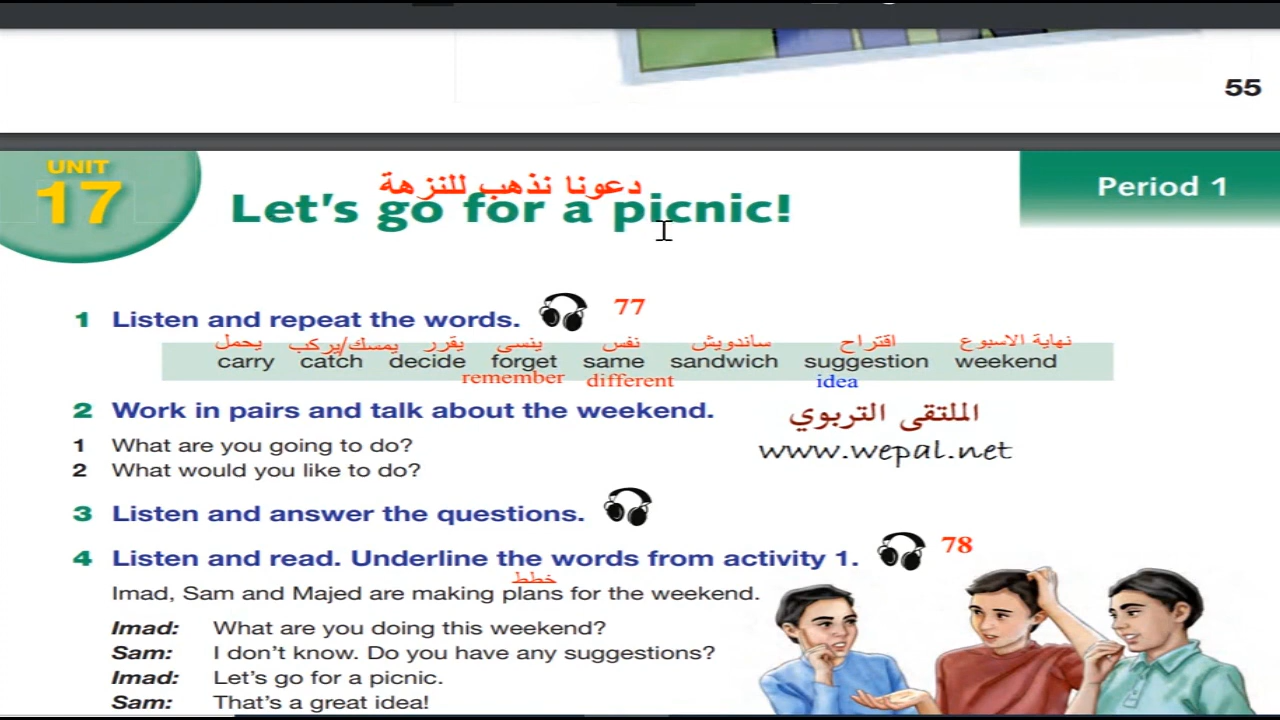 55
UNIT
17
دعونا نذهب للنزهة
Let's go for a picnic!
Period 1
1 Listen and repeat the words. 77
يحمل يمسك/يركب يقرر ينسى نفس ساندويش اقتراح نهاية الاسبوع
carry catch decide forget same sandwich suggestion weekend
remember different idea
2 Work in pairs and talk about the weekend.
الملتقى التربوي
1 What are you going to do?
www.wepal.net
2 What would you like to do?
3 Listen and answer the questions.
4 Listen and read. Underline the words from activity 1. 78
خطط
Imad, Sam and Majed are making plans for the weekend.
Imad: What are you doing this weekend?
Sam: I don't know. Do you have any suggestions?
Imad: Let's go for a picnic.
Sam: That's a great idea!